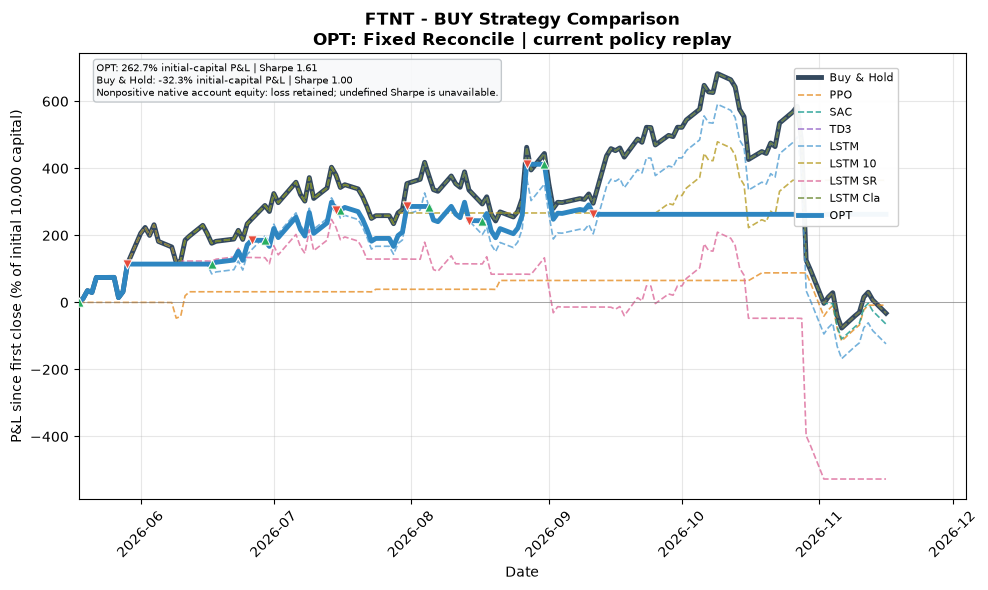 FTNT - BUY Strategy Comparison
OPT: Fixed Reconcile | current policy replay
OPT: 262.7% initial-capital P&L | Sharpe 1.61
Buy & Hold: -32.3% initial-capital P&L | Sharpe 1.00
Nonpositive native account equity: loss retained; undefined Sharpe is unavailable.
Buy & Hold
PPO
SAC
TD3
LSTM
LSTM 10
LSTM SR
LSTM Cla
OPT
P&L since first close (% of initial 10,000 capital)
600
400
200
0
−200
−400
2026-06
2026-07
2026-08
2026-09
2026-10
2026-11
2026-12
Date